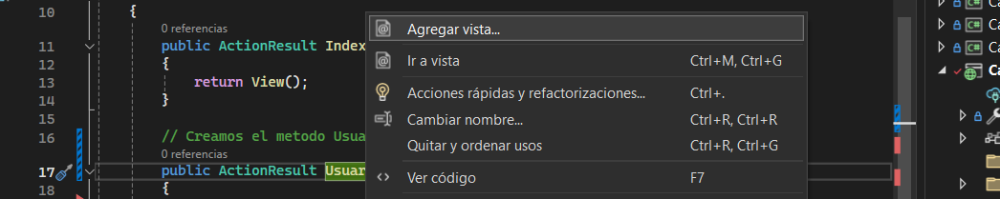 10 {
0 referencias
11 public ActionResult Index
12 {
13 return View();
14 }
15
16 // Creamos el metodo Usua
0 referencias
17 public ActionResult Usuar
18 {
Agregar vista...
Ir a vista Ctrl+M, Ctrl+G
Acciones rápidas y refactorizaciones... Ctrl+.
Cambiar nombre... Ctrl+R, Ctrl+R
Quitar y ordenar usos Ctrl+R, Ctrl+G
Ver código F7
C# Ca
C# Ca
C# Ca
Ca